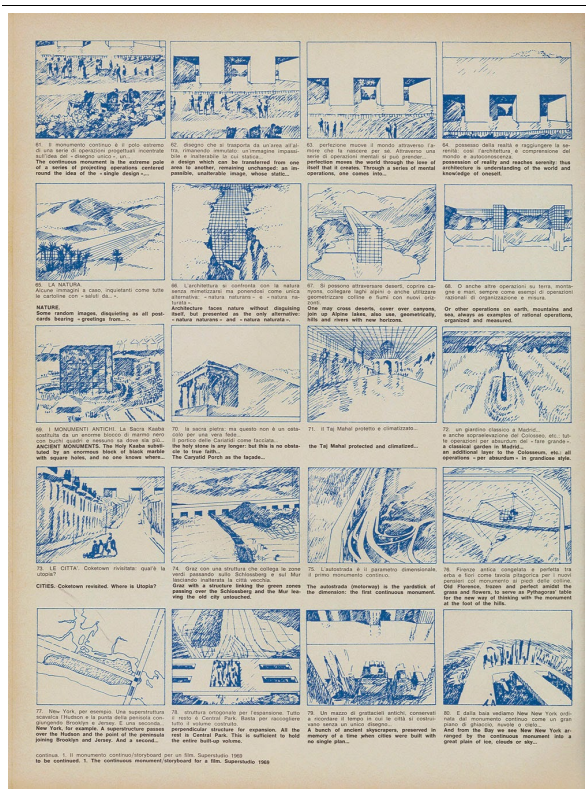 61. Il monumento continuo è il polo estremo
di una serie di operazioni progettuali incentrate
sull'idea del « disegno unico », un...
The continuous monument is the extreme pole
of a series of projecting operations centered
round the idea of the « single design »,...
62. disegno che si trasporta da un'area all'al-
tra, rimanendo immutato: un'immagine impassi-
bile e inalterabile la cui statica...
a design which can be transferred from one
area to another, remaining unchanged: an im-
passible, unalterable image, whose static...
63. perfezione muove il mondo attraverso l'a-
more che fa nascere per sé. Attraverso una
serie di operazioni mentali si può prender...
perfection moves the world through the love of
itself that it creates. Through a series of mental
operations, one comes into...
64. possesso della realtà e raggiungere la se-
renità: così l'architettura è comprensione del
mondo e autoconoscenza.
possession of reality and reaches serenity: thus
architecture is understanding of the world and
knowledge of oneself.
65. LA NATURA.
Alcune immagini a caso, inquietanti come tutte
le cartoline con « saluti da... ».
NATURE.
Some random images, disquieting as all post-
cards bearing « greetings from... ».
66. L'architettura si confronta con la natura
senza mimetizzarsi ma ponendosi come unica
alternativa: « natura naturans » e « natura na-
turata ».
Architecture faces nature without disguising
itself, but presented as the only alternative:
« natura naturans » and « natura naturata ».
67. Si possono attraversare deserti, coprire ca-
nyons, collegare laghi alpini o anche utilizzare
geometrizzare colline e fiumi con nuovi oriz-
zonti.
One may cross deserts, cover over canyons,
join up Alpine lakes, also use, geometrically,
hills and rivers with new horizons.
68. O anche altre operazioni su terra, monta-
gne e mari, sempre come esempi di operazioni
razionali di organizzazione e misura.
Or other operations on earth, mountains and
sea, always as examples of rational operations,
organized and measured.
69. I MONUMENTI ANTICHI. La Sacra Kaaba
sostituita da un enorme blocco di marmo nero
con buchi quadri e nessuno sa dove sia più...
ANCIENT MONUMENTS. The Holy Kaaba substi-
tuted by an enormous block of black marble
with square holes, and no one knows where...
70. la sacra pietra: ma questo non è un osta-
colo per una vera fede...
Il portico delle Cariatidi come facciata...
the holy stone is any longer: but this is no obsta-
cle to true faith...
The Caryatid Porch as the façade...
71. il Taj Mahal protetto e climatizzato...
the Taj Mahal protected and climatized...
72. un giardino classico a Madrid...
e anche sopraelevazione del Colosseo, etc.: tut-
te operazioni per absurdum del « fare grande ».
a classical garden in Madrid...
an additional layer to the Colosseum, etc.: all
operations « per absurdum » in grandiose style.
73. LE CITTA'. Coketown rivisitata: qual'è la
utopia?
CITIES. Coketown revisited. Where is Utopia?
74. Graz con una struttura che collega le zone
verdi passando sullo Schlossberg e sul Mur
lasciando inalterata la città vecchia.
Graz with a structure linking the green zones
passing over the Schlossberg and the Mur lea-
ving the old city untouched.
75. L'autostrada è il parametro dimensionale,
il primo monumento continuo.
The autostrada (motorway) is the yardstick of
the dimension: the first continuous monument.
76. Firenze antica congelata e perfetta tra
erba e fiori come tavola pitagorica per i nuovi
pensieri col monumento ai piedi delle colline.
Old Florence, frozen and perfect amidst the
grass and flowers, to serve as Pythagoras' table
for the new way of thinking with the monument
at the foot of the hills.
77. New York, per esempio. Una superstruttura
scavalca l'Hudson e la punta della penisola con-
giungendo Brooklyn e Jersey. E una seconda...
New York, for example. A superstructure passes
over the Hudson and the point of the peninsula
joining Brooklyn and Jersey. And a second...
78. struttura ortogonale per l'espansione. Tutto
il resto è Central Park. Basta per raccogliere
tutto il volume costruito.
perpendicular structure for expansion. All the
rest is Central Park. This is sufficient to hold
the entire built-up volume.
79. Un mazzo di grattacieli antichi, conservati
a ricordare il tempo in cui le città si costrui-
vano senza un unico disegno...
A bunch of ancient skyscrapers, preserved in
memory of a time when cities were built with
no single plan...
80. E dalla baia vediamo New New York ordi-
nata dal monumento continuo come un gran
piano di ghiaccio, nuvole o cielo...
And from the Bay we see New New York ar-
ranged by the continuous monument into a
great plain of ice, clouds or sky...
continua. 1. Il monumento continuo/storyboard per un film. Superstudio 1969
to be continued. 1. The continuous monument/storyboard for a film. Superstudio 1969